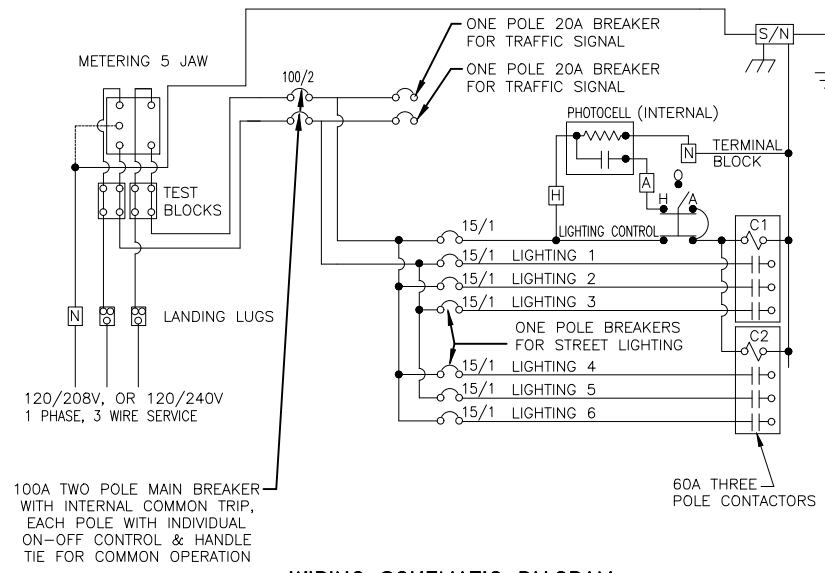 ONE POLE 20A BREAKER
FOR TRAFFIC SIGNAL
S/N
METERING 5 JAW
100/2
ONE POLE 20A BREAKER
FOR TRAFFIC SIGNAL
PHOTOCELL (INTERNAL)
N
TERMINAL
BLOCK
TEST
BLOCKS
H
A
O
H
A
15/1
LIGHTING CONTROL
C1
15/1 LIGHTING 1
15/1 LIGHTING 2
15/1 LIGHTING 3
N
LANDING LUGS
ONE POLE BREAKERS
FOR STREET LIGHTING
C2
15/1 LIGHTING 4
15/1 LIGHTING 5
15/1 LIGHTING 6
120/208V, OR 120/240V
1 PHASE, 3 WIRE SERVICE
60A THREE
POLE CONTACTORS
100A TWO POLE MAIN BREAKER
WITH INTERNAL COMMON TRIP,
EACH POLE WITH INDIVIDUAL
ON-OFF CONTROL & HANDLE
TIE FOR COMMON OPERATION
WIRING SCHEMATIC DIAGRAM